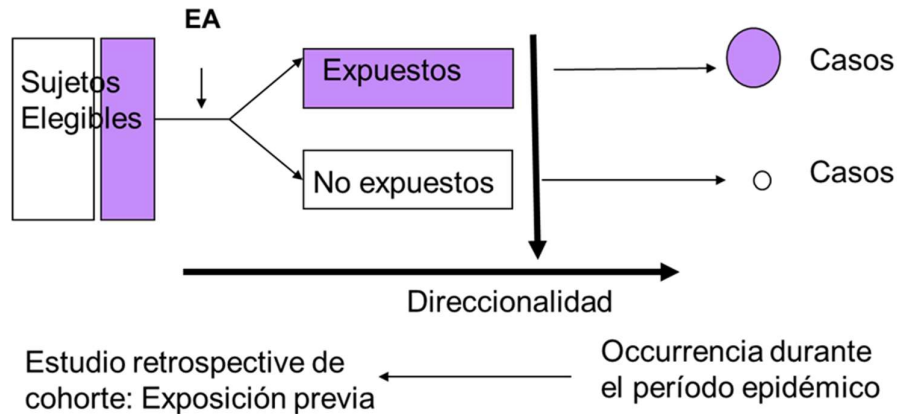 EA
Sujetos
Elegibles
Expuestos
Casos
No expuestos
Casos
Direccionalidad
Estudio retrospective de
cohorte: Exposición previa
Occurrencia durante
el período epidémico